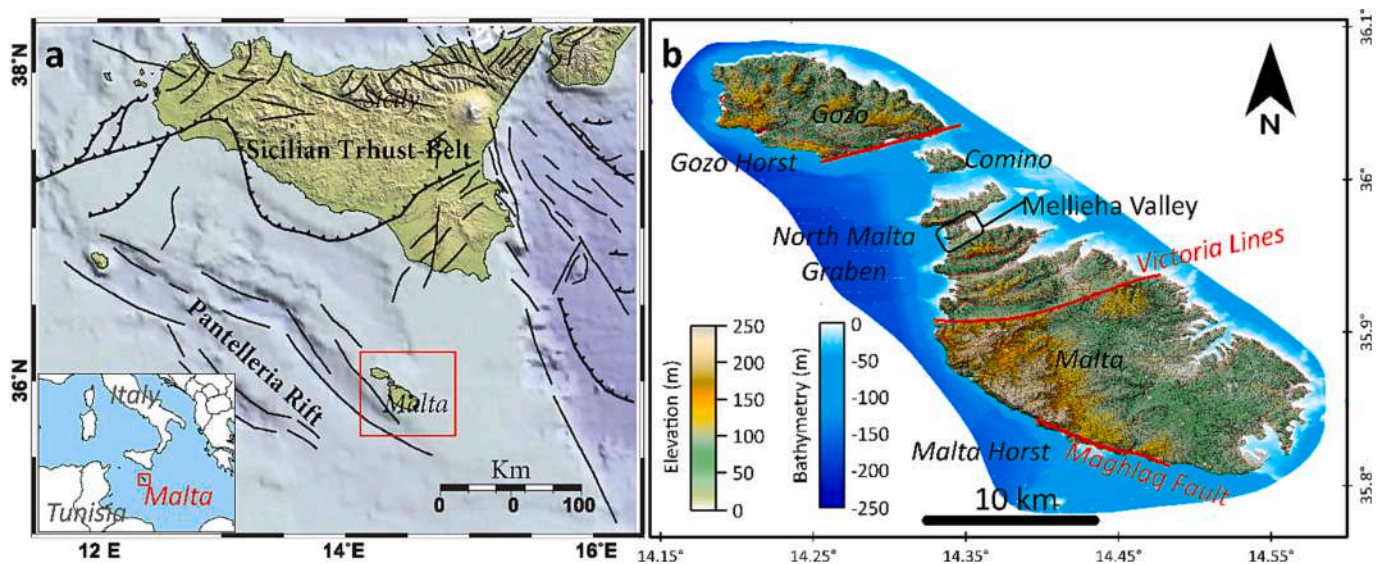 a
38°N
36°N
Sicily
Sicilian Trhust-Belt
Pantelleria Rift
Malta
Italy
Malta
Tunisia
Km
100 0 100
12 E
14°E
16°E
b
N
Gozo
Gozo Horst
Comino
Mellieha Valley
North Malta
Graben
Victoria Lines
Malta
Malta Horst
Maghlaq Fault
10 km
Elevation (m)
250
200
150
100
50
0
Bathymetry (m)
0
-50
-100
-150
-200
-250
36.1°
36°
35.9°
35.8°
14.15°
14.25°
14.35°
14.45°
14.55°